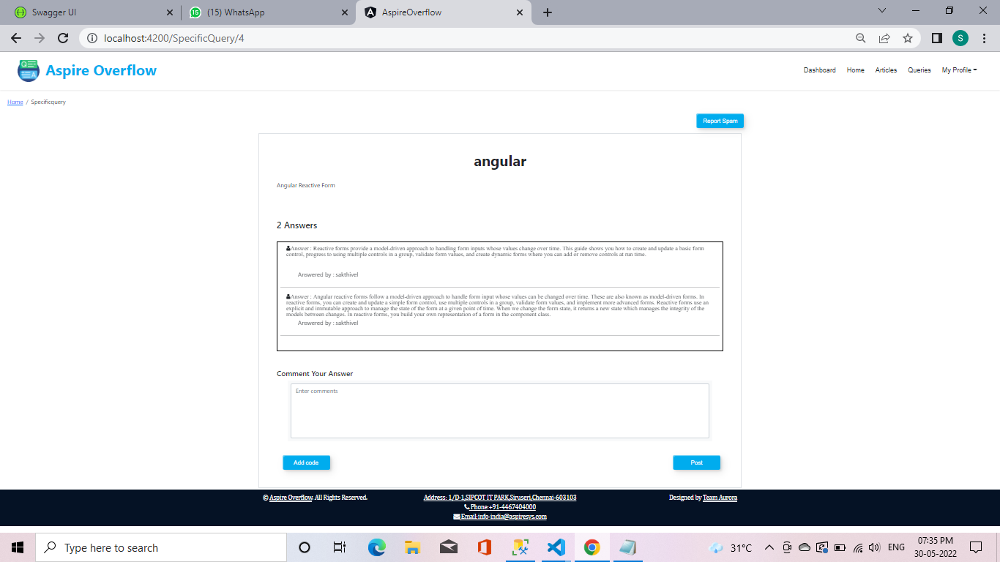 Swagger UI
15
(15) WhatsApp
AspireOverflow
localhost:4200/SpecificQuery/4
S
Aspire Overflow
Dashboard
Home
Articles
Queries
My Profile
Home / Specificquery
Report Spam
angular
Angular Reactive Form
2 Answers
Answer : Reactive forms provide a model-driven approach to handling form inputs whose values change over time. This guide shows you how to create and update a basic form
control, progress to using multiple controls in a group, validate form values, and create dynamic forms where you can add or remove controls at run time.
Answered by : sakthivel
Answer : Angular reactive forms follow a model-driven approach to handle form input whose values can be changed over time. These are also known as model-driven forms. In
reactive forms, you can create and update a simple form control, use multiple controls in a group, validate form values, and implement more advanced forms. Reactive forms use an
explicit and immutable approach to manage the state of the form at a given point of time. When we change the form state, it returns a new state which manages the integrity of the
models between changes. In reactive forms, you build your own representation of a form in the component class.
Answered by : sakthivel
Comment Your Answer
Enter comments
Add code
Post
© Aspire Overflow. All Rights Reserved.
Address: 1/D-1,SIPCOT IT PARK,Siruseri,Chennai-603103
Phone:+91-4467404000
Email:info-india@aspiresys.com
Designed by Team Aurora
Type here to search
31°C
ENG
07:35 PM
30-05-2022